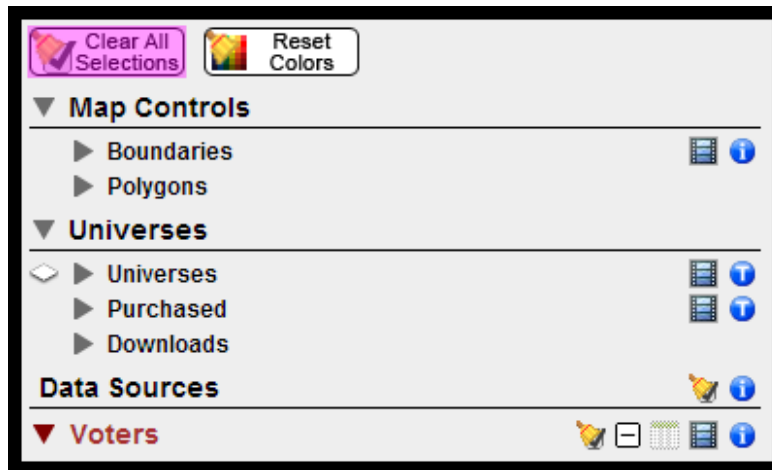 Clear All
Selections
Reset
Colors
Map Controls
Boundaries
Polygons
Universes
Universes
Purchased
Downloads
Data Sources
Voters